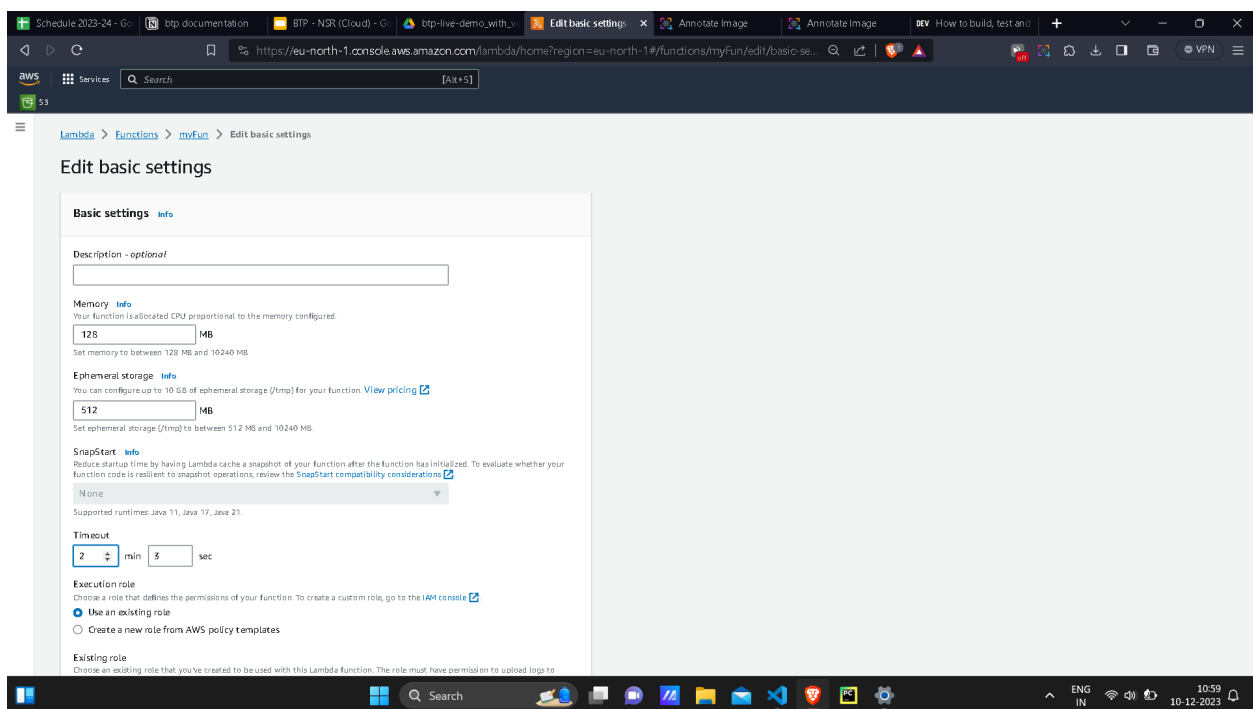 Schedule 2023-24 - Go
btp documentation
BTP - NSR (Cloud) - Go
btp-live-demo_with_vo
Edit basic settings
Annotate Image
Annotate Image
DEV How to build, test and
https://eu-north-1.console.aws.amazon.com/lambda/home?region=eu-north-1#/functions/myFun/edit/basic-se...
off
VPN
aws
Services
Search
[Alt+S]
S3
Lambda > Functions > myFun > Edit basic settings
Edit basic settings
Basic settings Info
Description - optional
Memory Info
Your function is allocated CPU proportional to the memory configured.
128 MB
Set memory to between 128 MB and 10240 MB
Ephemeral storage Info
You can configure up to 10 GB of ephemeral storage (/tmp) for your function. View pricing
512 MB
Set ephemeral storage (/tmp) to between 512 MB and 10240 MB.
SnapStart Info
Reduce startup time by having Lambda cache a snapshot of your function after the function has initialized. To evaluate whether your
function code is resilient to snapshot operations, review the SnapStart compatibility considerations
None
Supported runtimes: Java 11, Java 17, Java 21.
Timeout
2 min 3 sec
Execution role
Choose a role that defines the permissions of your function. To create a custom role, go to the IAM console
Use an existing role
Create a new role from AWS policy templates
Existing role
Choose an existing role that you've created to be used with this Lambda function. The role must have permission to upload logs to
Search
PC
ENG
IN
10:59
10-12-2023